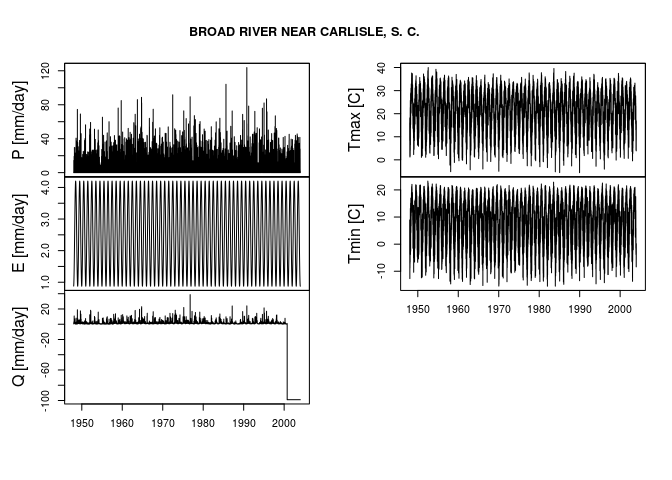 BROAD RIVER NEAR CARLISLE, S. C.
P [mm/day]
0 40 80 120
E [mm/day]
1.0 2.0 3.0 4.0
Q [mm/day]
-100 -60 -20 20
1950 1960 1970 1980 1990 2000
Tmax [C]
0 10 20 30 40
Tmin [C]
-10 0 10 20
1950 1960 1970 1980 1990 2000